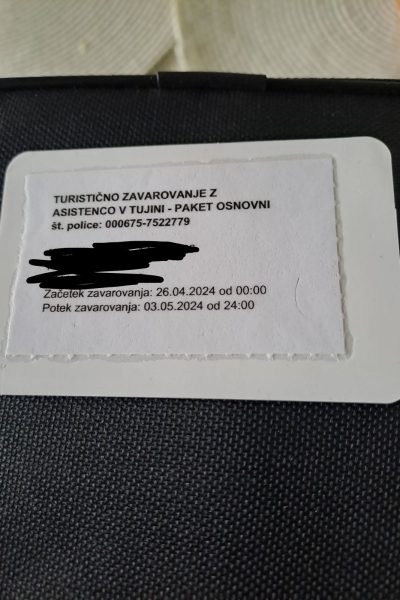 TURISTIČNO ZAVAROVANJE Z
ASISTENCO V TUJINI - PAKET OSNOVNI
št. police: 000675-7522779
Začetek zavarovanja: 26.04.2024 od 00:00
Potek zavarovanja: 03.05.2024 od 24:00